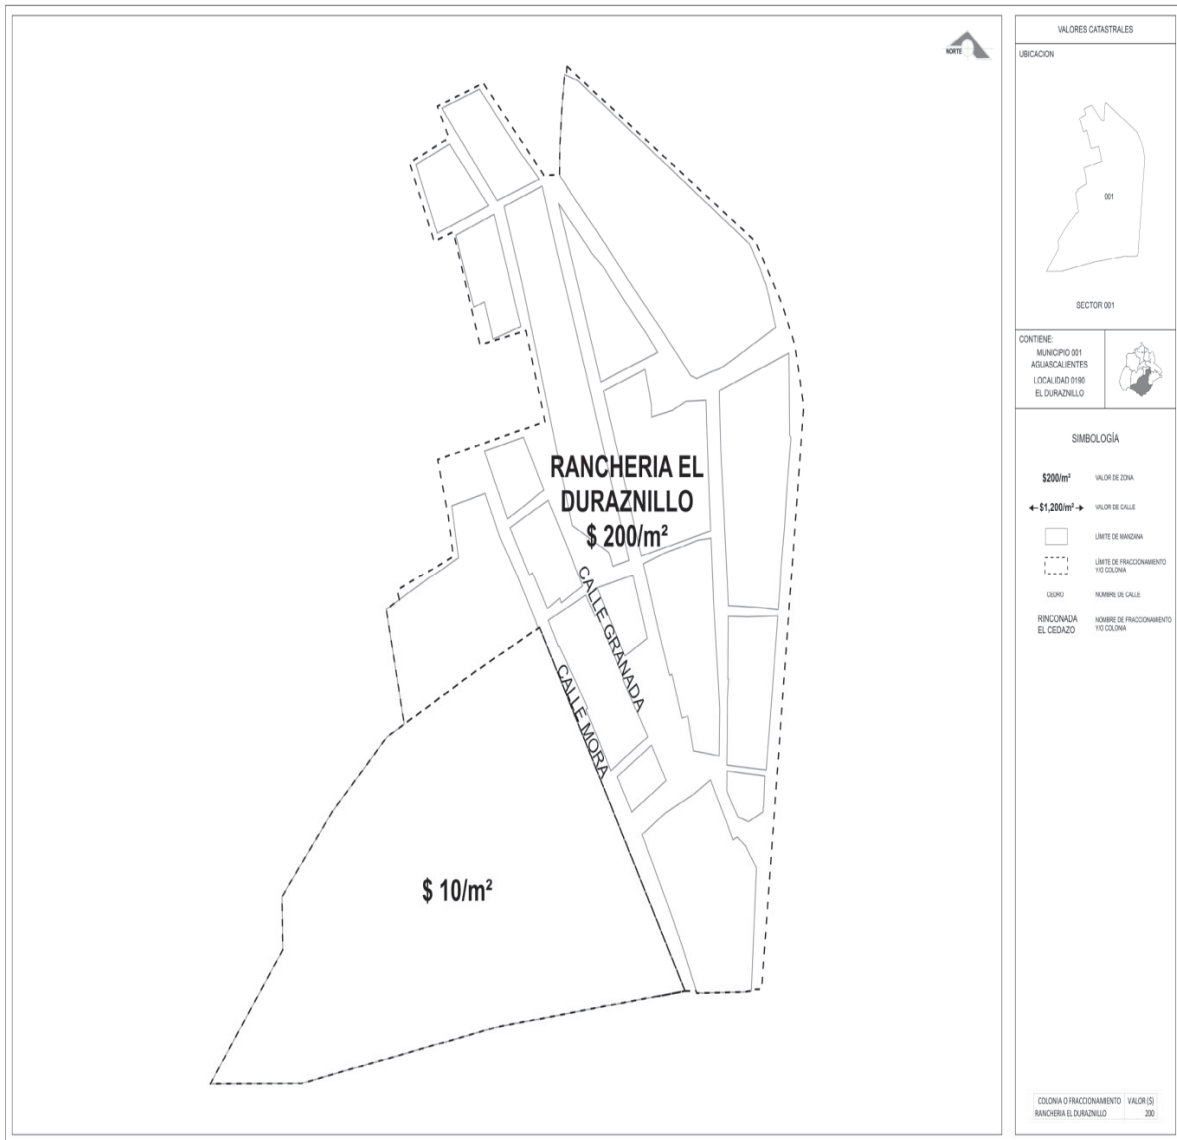 NORTE
RANCHERIA EL
DURAZNILLO
$ 200/m²
CALLE GRANADA
CALLE MORA
$ 10/m²
VALORES CATASTRALES
UBICACION
001
SECTOR 001
CONTIENE:
MUNICIPIO 001
AGUASCALIENTES
LOCALIDAD 0190
EL DURAZNILLO
SIMBOLOGÍA
$200/m² VALOR DE ZONA
$1,200/m² VALOR DE CALLE
LÍMITE DE MANZANA
LÍMITE DE FRACCIONAMIENTO
Y/O COLONIA
CEDRO NOMBRE DE CALLE
RINCONADA
EL CEDAZO
NOMBRE DE FRACCIONAMIENTO
Y/O COLONIA
COLONIA O FRACCIONAMIENTO VALOR ($)
RANCHERIA EL DURAZNILLO 200